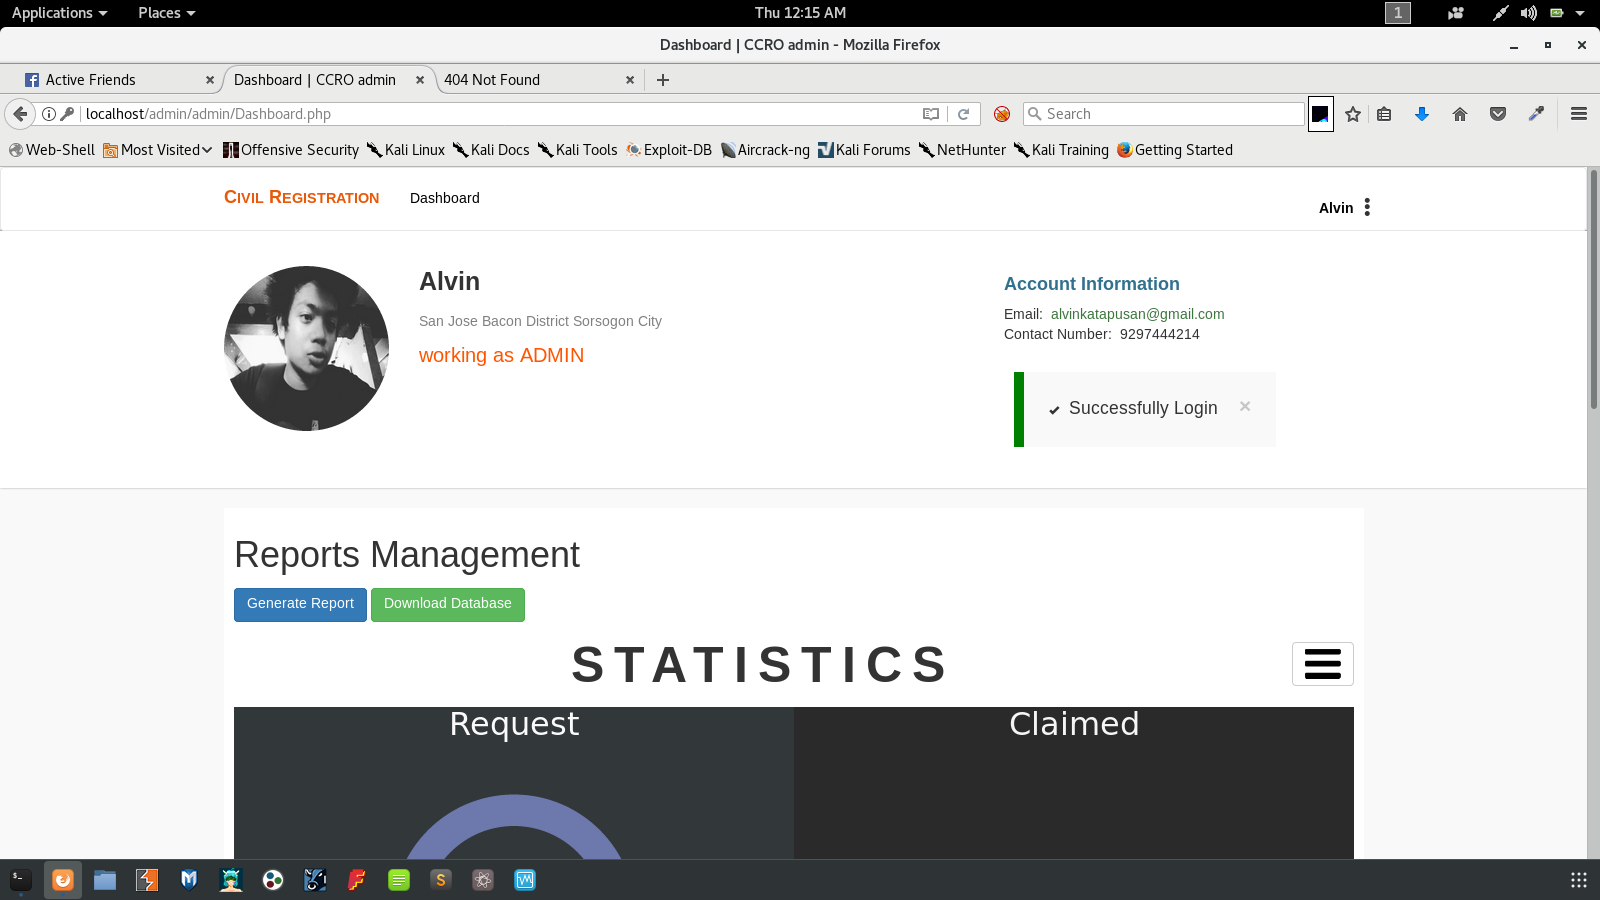 Applications Places Thu 12:15 AM 1
Dashboard | CCRO admin - Mozilla Firefox
Active Friends Dashboard | CCRO admin 404 Not Found
localhost/admin/admin/Dashboard.php Search
Web-Shell Most Visited Offensive Security Kali Linux Kali Docs Kali Tools Exploit-DB Aircrack-ng Kali Forums NetHunter Kali Training Getting Started
CIVIL REGISTRATION Dashboard
Alvin
Alvin
San Jose Bacon District Sorsogon City
working as ADMIN
Account Information
Email: alvinkatapusan@gmail.com
Contact Number: 9297444214
Successfully Login ×
Reports Management
Generate Report Download Database
STATISTICS
Request Claimed